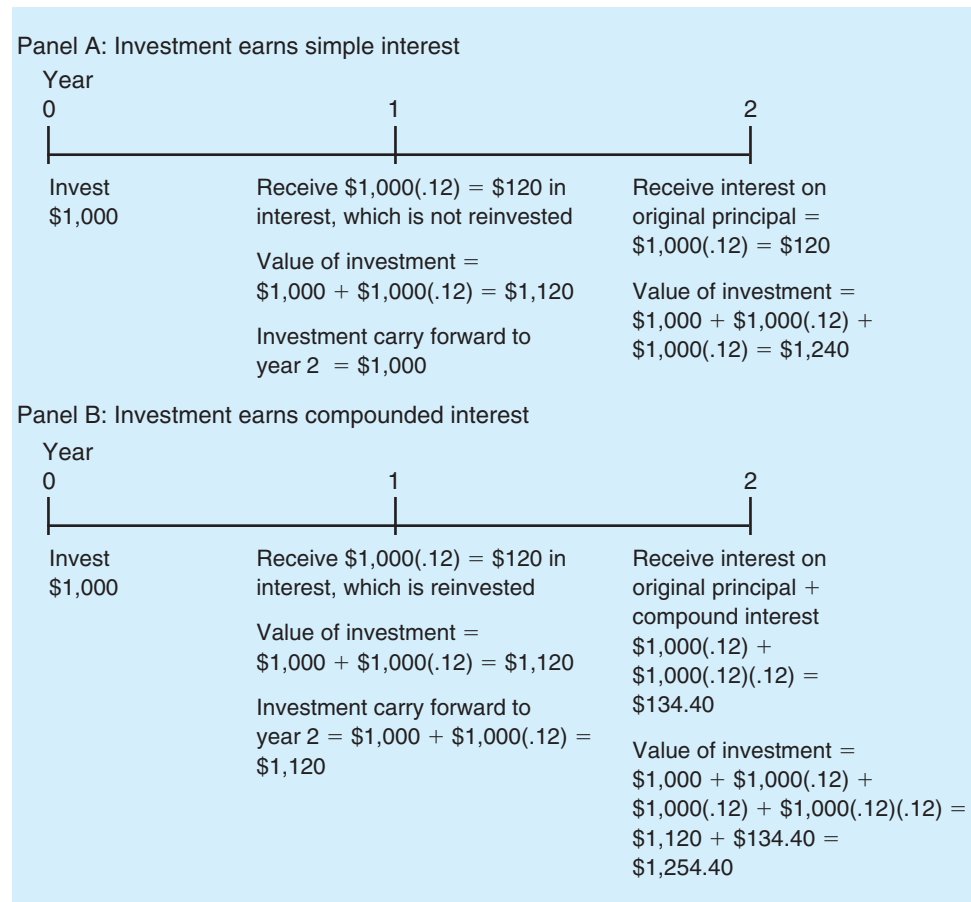 Panel A: Investment earns simple interest
Year
0 1 2
Invest
$1,000
Receive $1,000(.12) = $120 in
interest, which is not reinvested
Value of investment =
$1,000 + $1,000(.12) = $1,120
Investment carry forward to
year 2 = $1,000
Receive interest on
original principal =
$1,000(.12) = $120
Value of investment =
$1,000 + $1,000(.12) +
$1,000(.12) = $1,240
Panel B: Investment earns compounded interest
Year
0 1 2
Invest
$1,000
Receive $1,000(.12) = $120 in
interest, which is reinvested
Value of investment =
$1,000 + $1,000(.12) = $1,120
Investment carry forward to
year 2 = $1,000 + $1,000(.12) =
$1,120
Receive interest on
original principal +
compound interest
$1,000(.12) +
$1,000(.12)(.12) =
$134.40
Value of investment =
$1,000 + $1,000(.12) +
$1,000(.12) + $1,000(.12)(.12) =
$1,120 + $134.40 =
$1,254.40